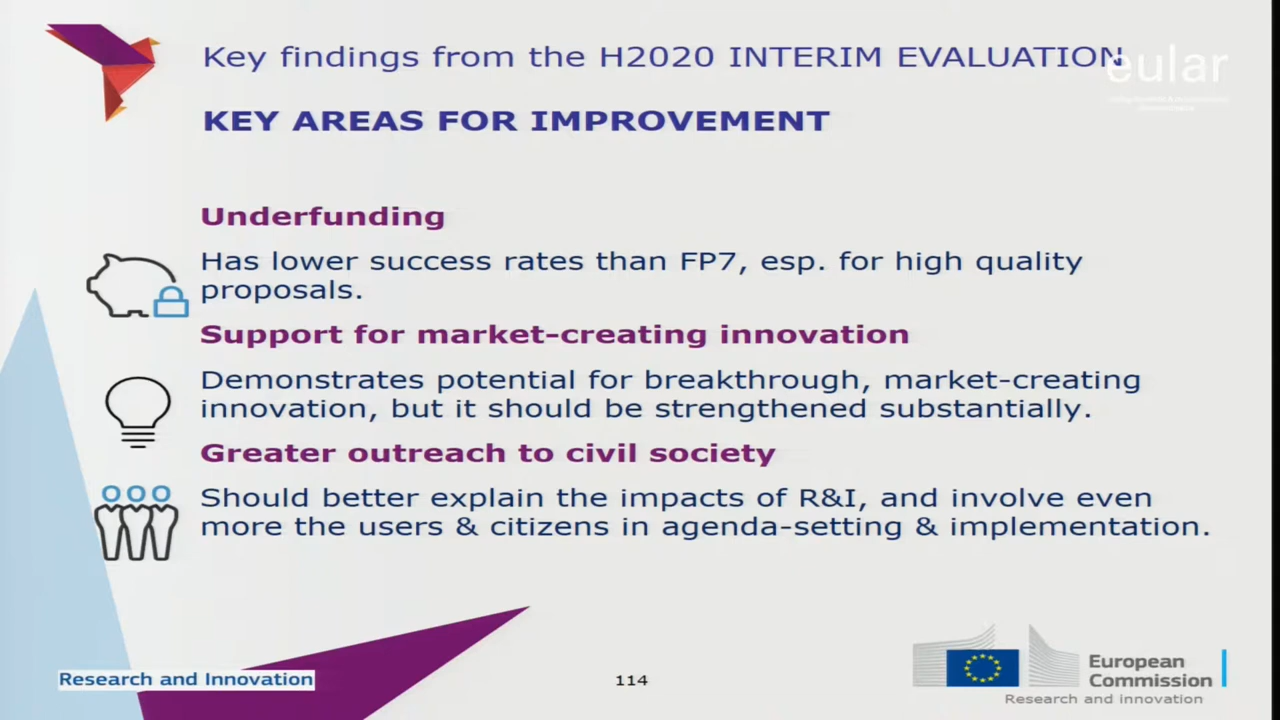 Key findings from the H2020 INTERIM EVALUATION
eular
KEY AREAS FOR IMPROVEMENT
Underfunding
Has lower success rates than FP7, esp. for high quality
proposals.
Support for market-creating innovation
Demonstrates potential for breakthrough, market-creating
innovation, but it should be strengthened substantially.
Greater outreach to civil society
Should better explain the impacts of R&I, and involve even
more the users & citizens in agenda-setting & implementation.
Research and Innovation
114
European
Commission
Research and innovation